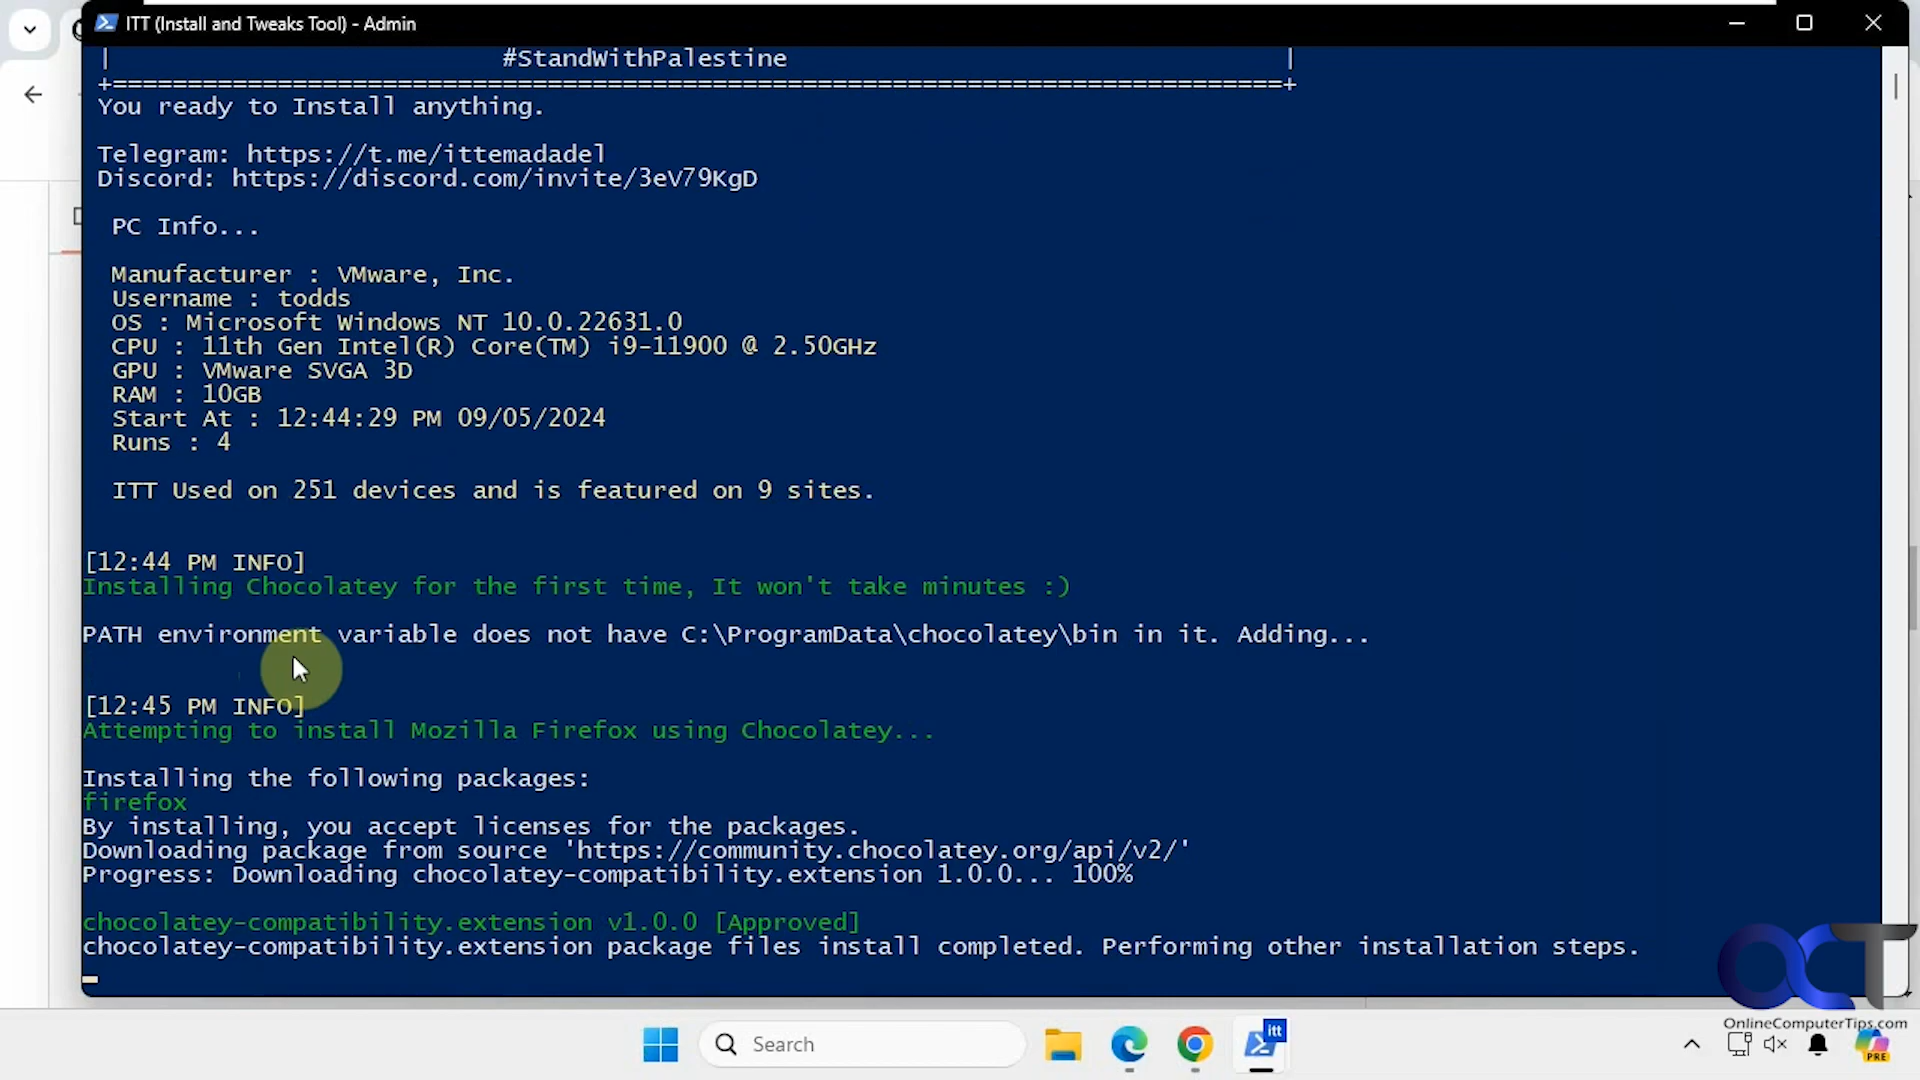 ITT (Install and Tweaks Tool) - Admin
| #StandWithPalestine |
+===============================================================================+
You ready to Install anything.
Telegram: https://t.me/ittemadadel
Discord: https://discord.com/invite/3eV79KgD
PC Info...
Manufacturer : VMware, Inc.
Username : todds
OS : Microsoft Windows NT 10.0.22631.0
CPU : 11th Gen Intel(R) Core(TM) i9-11900 @ 2.50GHz
GPU : VMware SVGA 3D
RAM : 10GB
Start At : 12:44:29 PM 09/05/2024
Runs : 4
ITT Used on 251 devices and is featured on 9 sites.
[12:44 PM INFO]
Installing Chocolatey for the first time, It won't take minutes :)
PATH environment variable does not have C:\ProgramData\chocolatey\bin in it. Adding...
[12:45 PM INFO]
Attempting to install Mozilla Firefox using Chocolatey...
Installing the following packages:
firefox
By installing, you accept licenses for the packages.
Downloading package from source 'https://community.chocolatey.org/api/v2/'
Progress: Downloading chocolatey-compatibility.extension 1.0.0... 100%
chocolatey-compatibility.extension v1.0.0 [Approved]
chocolatey-compatibility.extension package files install completed. Performing other installation steps.
OCT
OnlineComputerTips.com
Search
itt
PRE